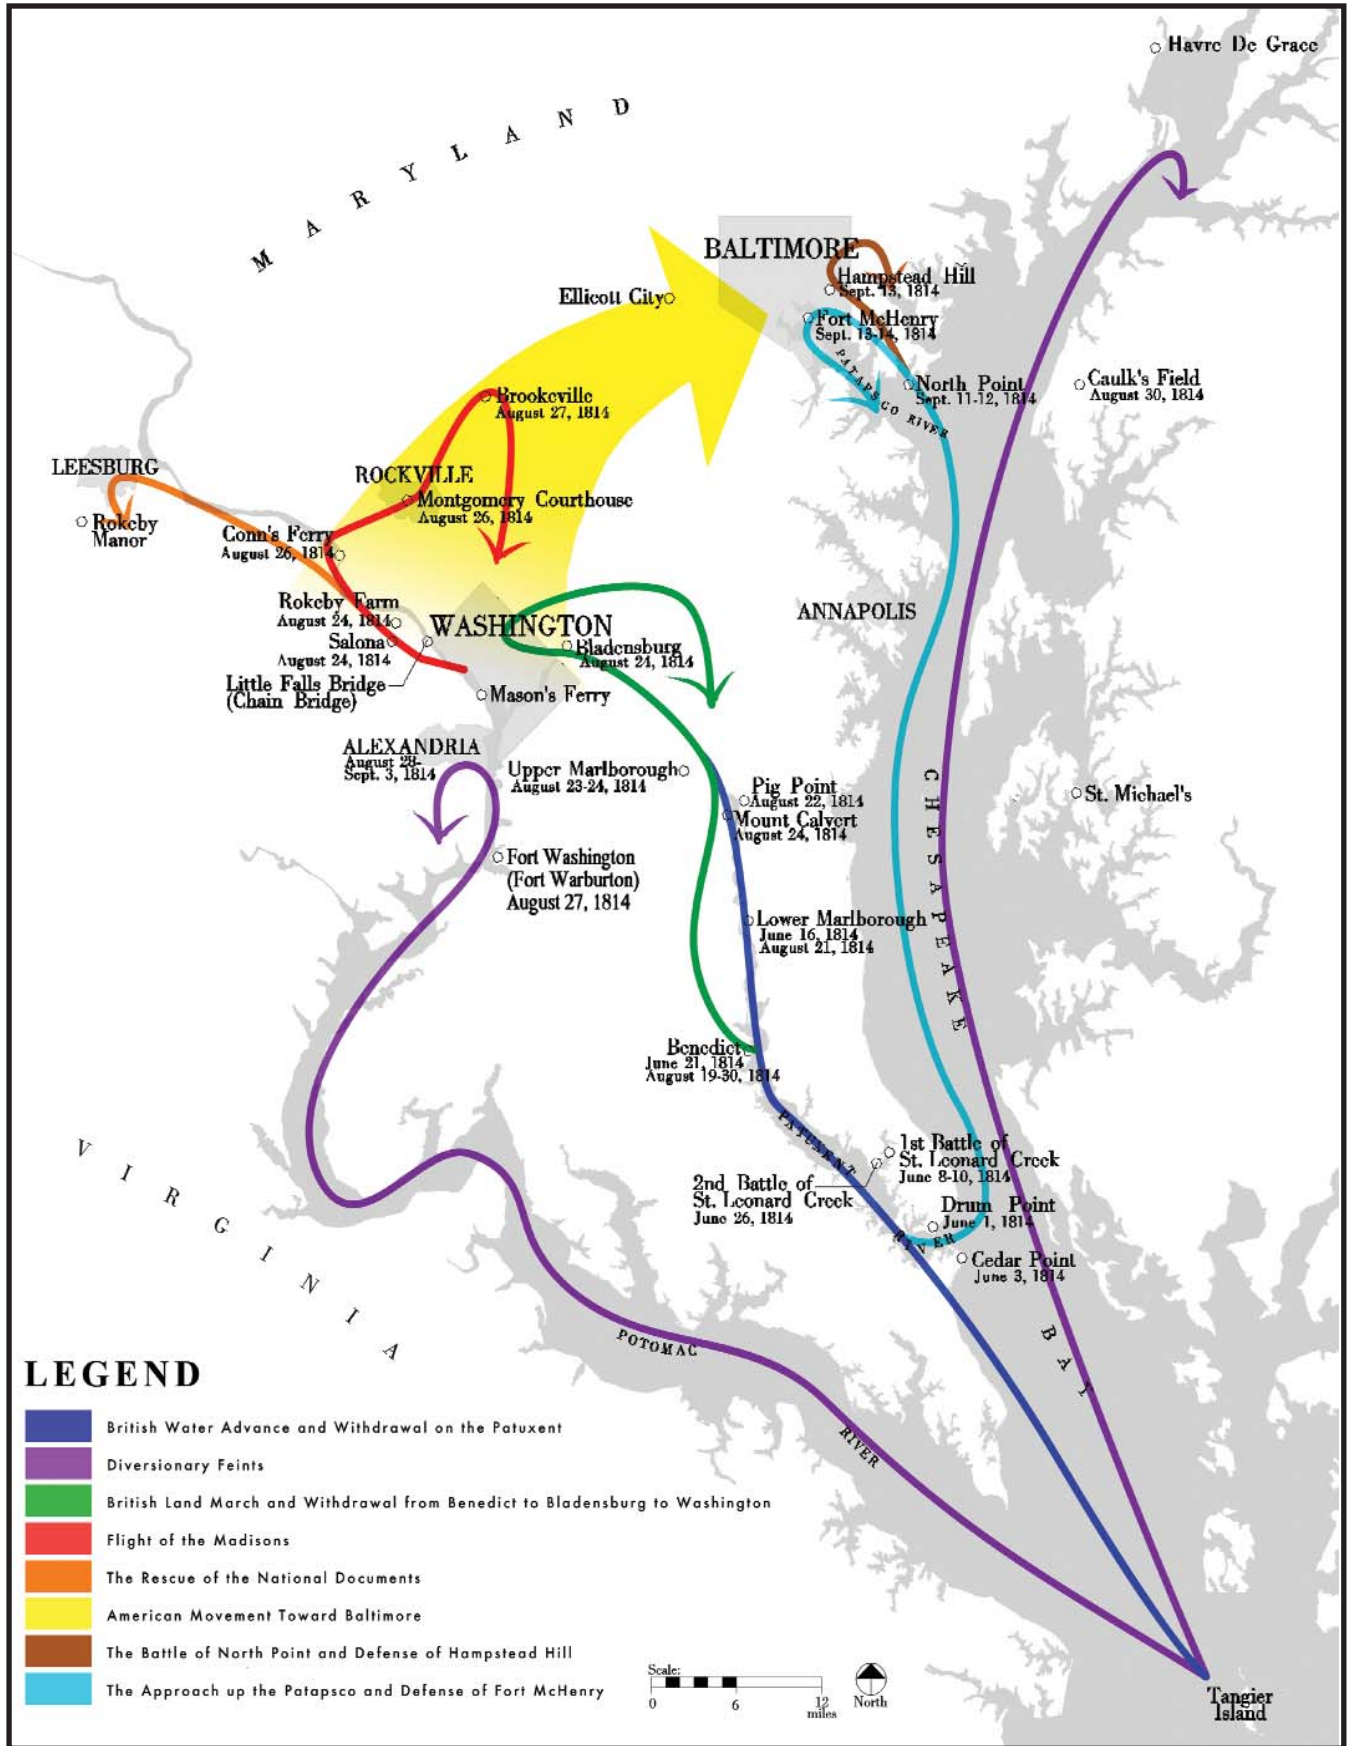 Havre De Grace
MARYLAND
BALTIMORE
Hampstead Hill
Sept. 13, 1814
Ellicott City
Fort McHenry
Sept. 13-14, 1814
PATAPSCO RIVER
North Point
Sept. 11-12, 1814
Caulk's Field
August 30, 1814
Brookeville
August 27, 1814
LEESBURG
ROCKVILLE
Montgomery Courthouse
August 26, 1814
Rokeby
Manor
Conn's Ferry
August 26, 1814
Rokeby Farm
August 24, 1814
WASHINGTON
ANNAPOLIS
Salona
August 24, 1814
Bladensburg
August 24, 1814
Little Falls Bridge
(Chain Bridge)
Mason's Ferry
ALEXANDRIA
August 28-
Sept. 3, 1814
Upper Marlborough
August 23-24, 1814
Pig Point
August 22, 1814
Mount Calvert
August 24, 1814
St. Michael's
CHESAPEAKE
Fort Washington
(Fort Warburton)
August 27, 1814
Lower Marlborough
June 16, 1814
August 21, 1814
Benedict
June 21, 1814
August 19-30, 1814
PATUXENT
RIVER
1st Battle of
St. Leonard Creek
June 8-10, 1814
2nd Battle of
St. Leonard Creek
June 26, 1814
Drum Point
June 1, 1814
Cedar Point
June 3, 1814
VIRGINIA
BAY
POTOMAC
RIVER
LEGEND
British Water Advance and Withdrawal on the Patuxent
Diversionary Feints
British Land March and Withdrawal from Benedict to Bladensburg to Washington
Flight of the Madisons
The Rescue of the National Documents
American Movement Toward Baltimore
The Battle of North Point and Defense of Hampstead Hill
The Approach up the Patapsco and Defense of Fort McHenry
Scale:
0 6 12
miles
North
Tangier
Island